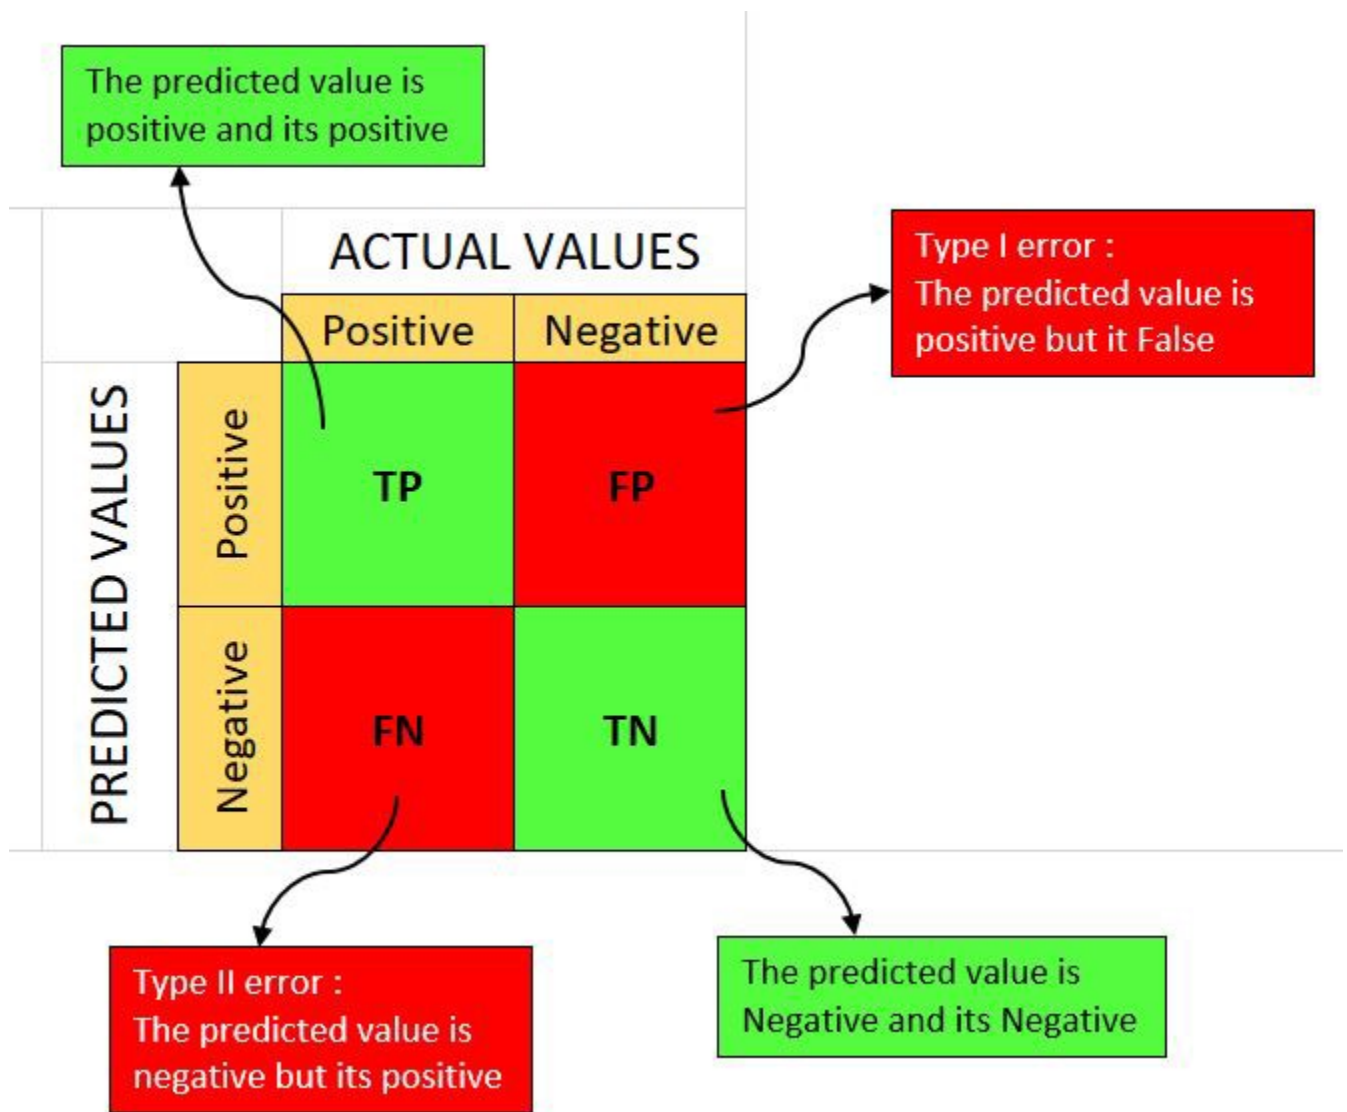 The predicted value is
positive and its positive
ACTUAL VALUES
Type I error :
The predicted value is
positive but it False
Positive
Negative
PREDICTED VALUES
Positive
TP
FP
Negative
FN
TN
Type II error :
The predicted value is
negative but its positive
The predicted value is
Negative and its Negative